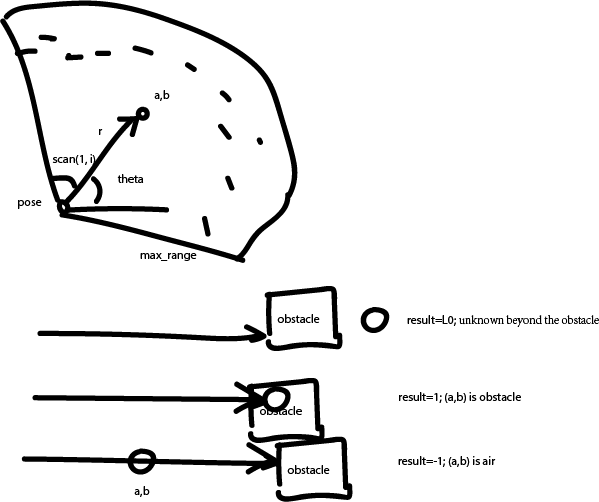 a,b
r
scan(1, i)
theta
pose
max_range
obstacle
result=L0; unknown beyond the obstacle
obstacle
result=1; (a,b) is obstacle
obstacle
result=-1; (a,b) is air
a,b